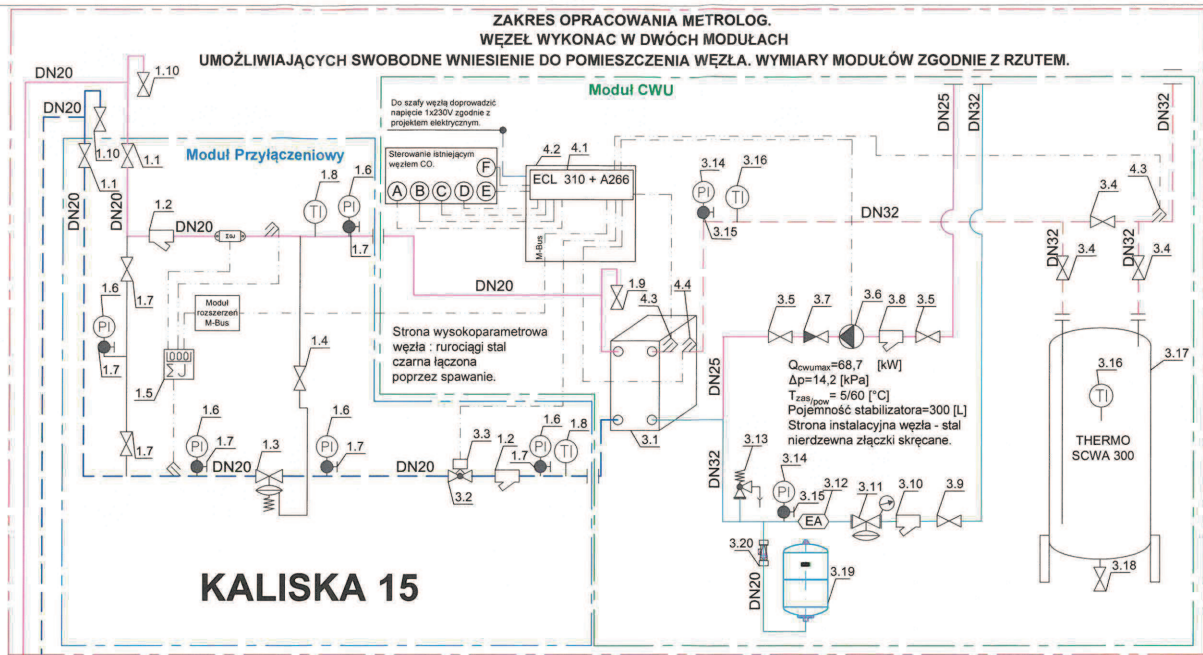 ZAKRES OPRACOWANIA METROLOG.
WĘZEŁ WYKONAC W DWÓCH MODUŁACH
UMOŻLIWIAJĄCYCH SWOBODNE WNIESIENIE DO POMIESZCZENIA WĘZŁA. WYMIARY MODUŁÓW ZGODNIE Z RZUTEM.
DN20
1.10
DN20
1.10
1.1
1.1
Moduł Przyłączeniowy
Moduł CWU
Do szafy węzłą doprowadzić
napięcie 1x230V zgodnie z
projektem elektrycznym.
Sterowanie istniejącym
węzłem CO.
F
A B C D E
4.2
4.1
ECL 310 + A266
M-Bus
3.14
PI
3.15
3.16
TI
DN25
DN32
DN32
3.4
4.3
DN32
DN32
DN32
3.4
3.4
DN20
DN20
1.2
DN20
1.8
TI
1.6
PI
1.7
1.7
1.6
PI
1.7
Moduł
rozszerzeń
M-Bus
000
ΣJ
1.5
1.4
DN20
1.9
4.3
4.4
Strona wysokoparametrowa
węzła : rurociągi stal
czarna łączona
poprzez spawanie.
3.5
3.7
3.6
3.8
3.5
DN25
Qcwumax=68,7 [kW]
Δp=14,2 [kPa]
Tzas/pow = 5/60 [°C]
Pojemność stabilizatora=300 [L]
Strona instalacyjna węzła - stal
nierdzewna złączki skręcane.
3.16
TI
3.17
THERMO
SCWA 300
3.18
1.7
1.6
PI
1.7
DN20
1.3
1.6
PI
1.7
DN20
3.3
3.2
1.2
1.6
PI
1.7
1.8
TI
3.1
DN32
3.13
3.14
PI
3.15
3.12
EA
3.11
3.10
3.9
3.20
DN20
3.19
KALISKA 15